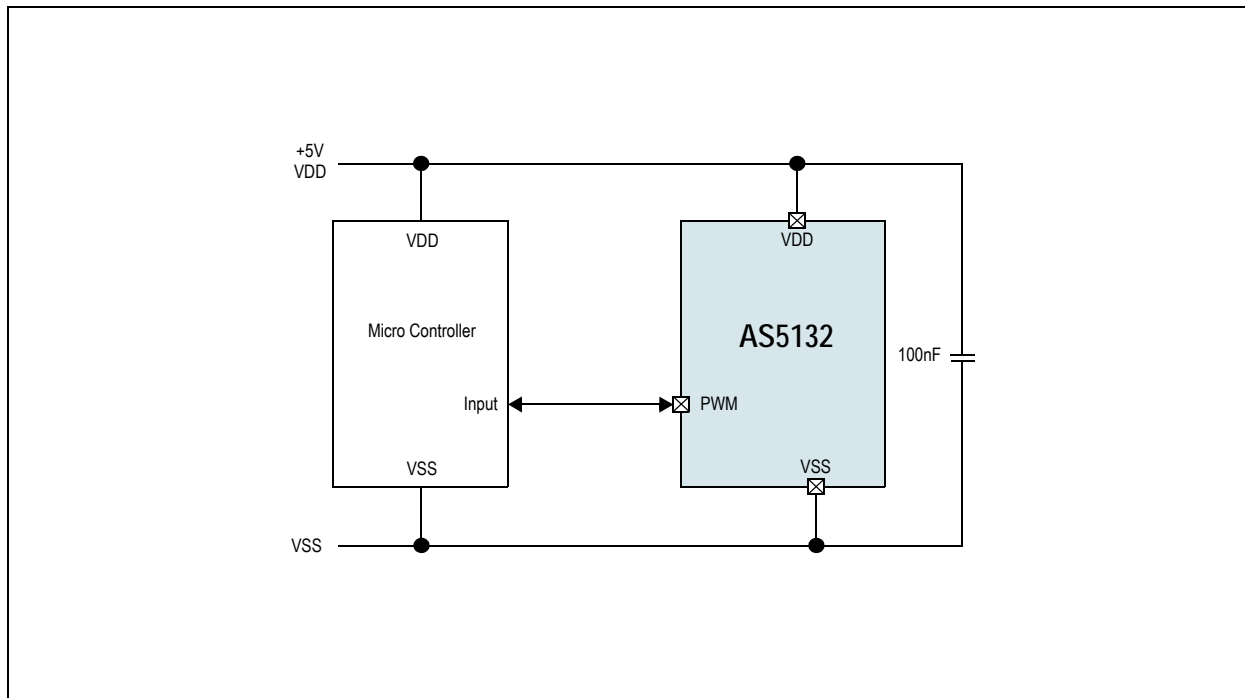 +5V
VDD
VDD
VDD
Micro Controller
AS5132
100nF
Input
PWM
VSS
VSS
VSS